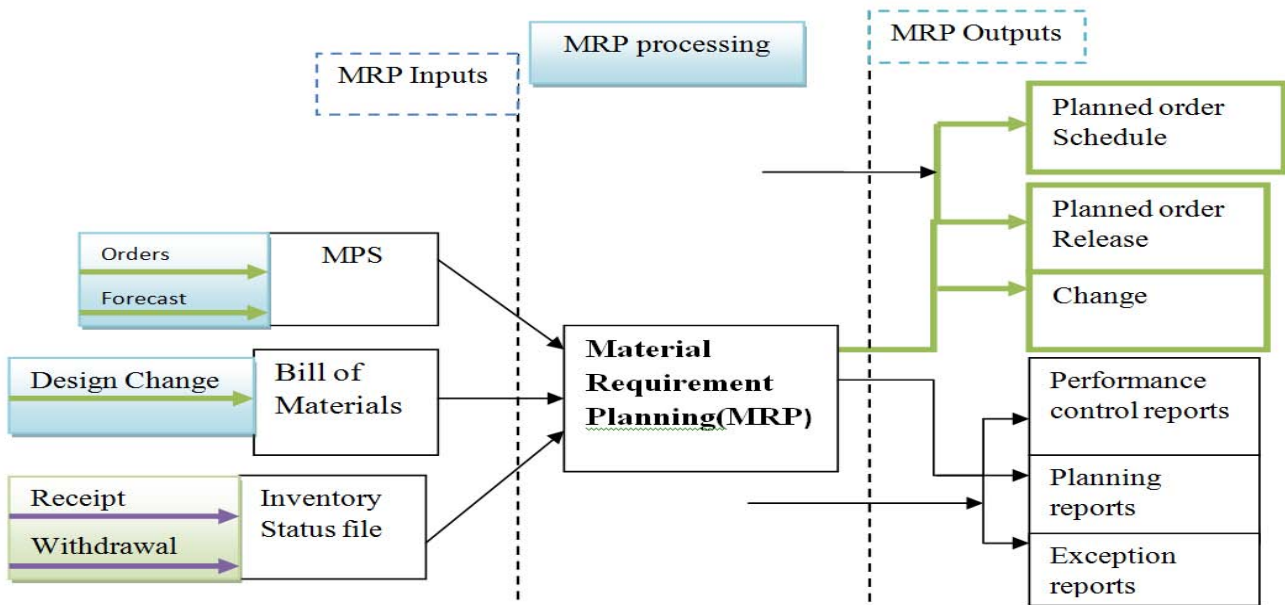 MRP Inputs
MRP processing
MRP Outputs
Orders
Forecast
MPS
Design Change
Bill of
Materials
Receipt
Withdrawal
Inventory
Status file
Material
Requirement
Planning(MRP)
Planned order
Schedule
Planned order
Release
Change
Performance
control reports
Planning
reports
Exception
reports